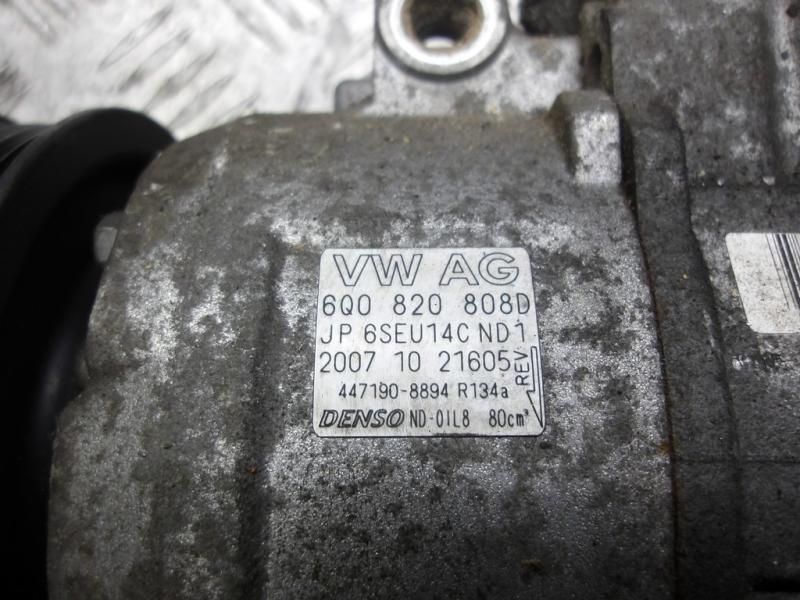 VW AG
6Q0 820 808D
JP 6SEU14C ND1
2007 10 21605
REV
447190-8894 R134a
DENSO ND-OIL8 80cm³